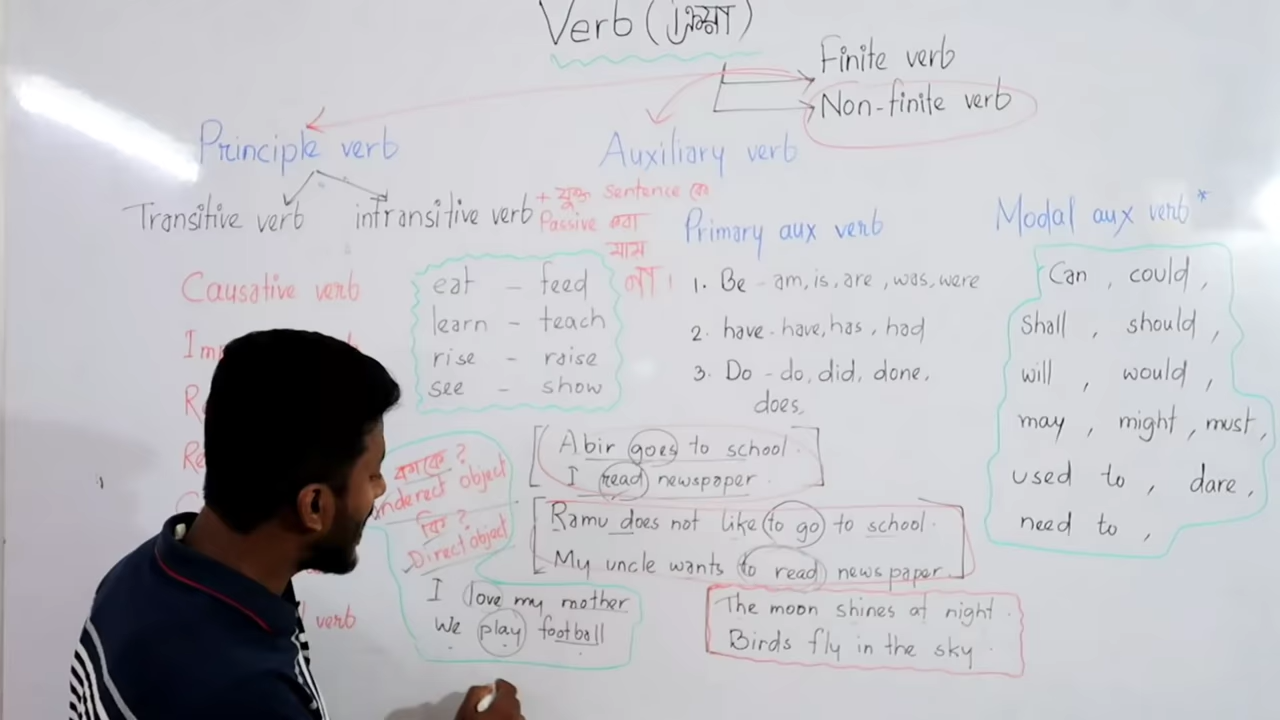 Verb (ক্রিয়া)
Finite verb
Non-finite verb
Principle verb
Auxiliary verb
Transitive verb
intransitive verb
+ যুক্ত sentence কে
Passive করা
যায়
না।
Primary aux verb
Modal aux verb*
Causative verb
verb
eat - feed
learn - teach
rise - raise
see - show
1. Be - am, is, are, was, were
2. have - have, has, had
3. Do - do, did, done,
does,
Can, could,
Shall, should,
will, would,
may, might, must,
used to, dare,
need to,
কাকে ?
Inderect object
কি ?
Direct object
I love my mother
We play football
Abir goes to school.
I read newspaper.
Ramu does not like to go to school.
My uncle wants to read newspaper.
The moon shines at night.
Birds fly in the sky.